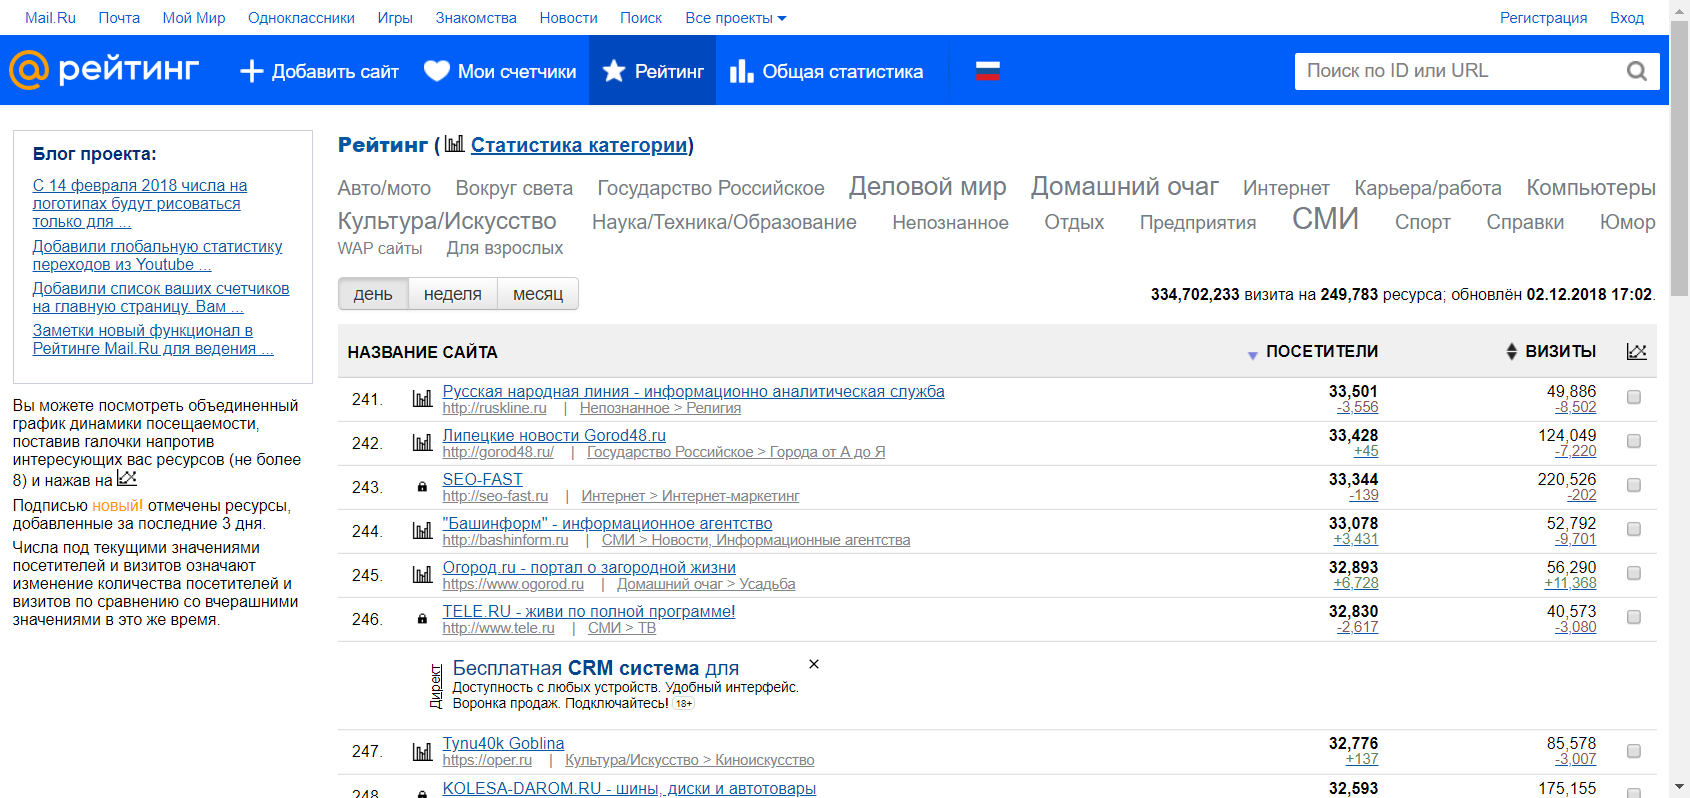 Mail.Ru Почта Мой Мир Одноклассники Игры Знакомства Новости Поиск Все проекты Регистрация Вход
@ рейтинг Добавить сайт Мои счетчики Рейтинг Общая статистика Поиск по ID или URL
Блог проекта:
С 14 февраля 2018 числа на
логотипах будут рисоваться
только для ...
Добавили глобальную статистику
переходов из Youtube ...
Добавили список ваших счетчиков
на главную страницу. Вам ...
Заметки новый функционал в
Рейтинге Mail.Ru для ведения ...
Вы можете посмотреть объединенный
график динамики посещаемости,
поставив галочки напротив
интересующих вас ресурсов (не более
8) и нажав на
Подписью новый! отмечены ресурсы,
добавленные за последние 3 дня.
Числа под текущими значениями
посетителей и визитов означают
изменение количества посетителей и
визитов по сравнению со вчерашними
значениями в это же время.
Рейтинг ( Статистика категории)
Авто/мото Вокруг света Государство Российское Деловой мир Домашний очаг Интернет Карьера/работа Компьютеры
Культура/Искусство Наука/Техника/Образование Непознанное Отдых Предприятия СМИ Спорт Справки Юмор
WAP сайты Для взрослых
день неделя месяц 334,702,233 визита на 249,783 ресурса; обновлён 02.12.2018 17:02.
НАЗВАНИЕ САЙТА ПОСЕТИТЕЛИ ВИЗИТЫ
241. Русская народная линия - информационно аналитическая служба 33,501 49,886
http://ruskline.ru | Непознанное > Религия -3,556 -8,502
242. Липецкие новости Gorod48.ru 33,428 124,049
http://gorod48.ru/ | Государство Российское > Города от А до Я +45 -7,220
243. SEO-FAST 33,344 220,526
http://seo-fast.ru | Интернет > Интернет-маркетинг -139 -202
244. "Башинформ" - информационное агентство 33,078 52,792
http://bashinform.ru | СМИ > Новости, Информационные агентства +3,431 -9,701
245. Огород.ru - портал о загородной жизни 32,893 56,290
https://www.ogorod.ru | Домашний очаг > Усадьба +6,728 +11,368
246. TELE.RU - живи по полной программе! 32,830 40,573
http://www.tele.ru | СМИ > ТВ -2,617 -3,080
Директ
Бесплатная CRM система для
Доступность с любых устройств. Удобный интерфейс.
Воронка продаж. Подключайтесь! 18+
247. Tynu40k Goblina 32,776 85,578
https://oper.ru | Культура/Искусство > Киноискусство +137 -3,007
248. KOLESA-DAROM.RU - шины, диски и автотовары 32,593 175,155